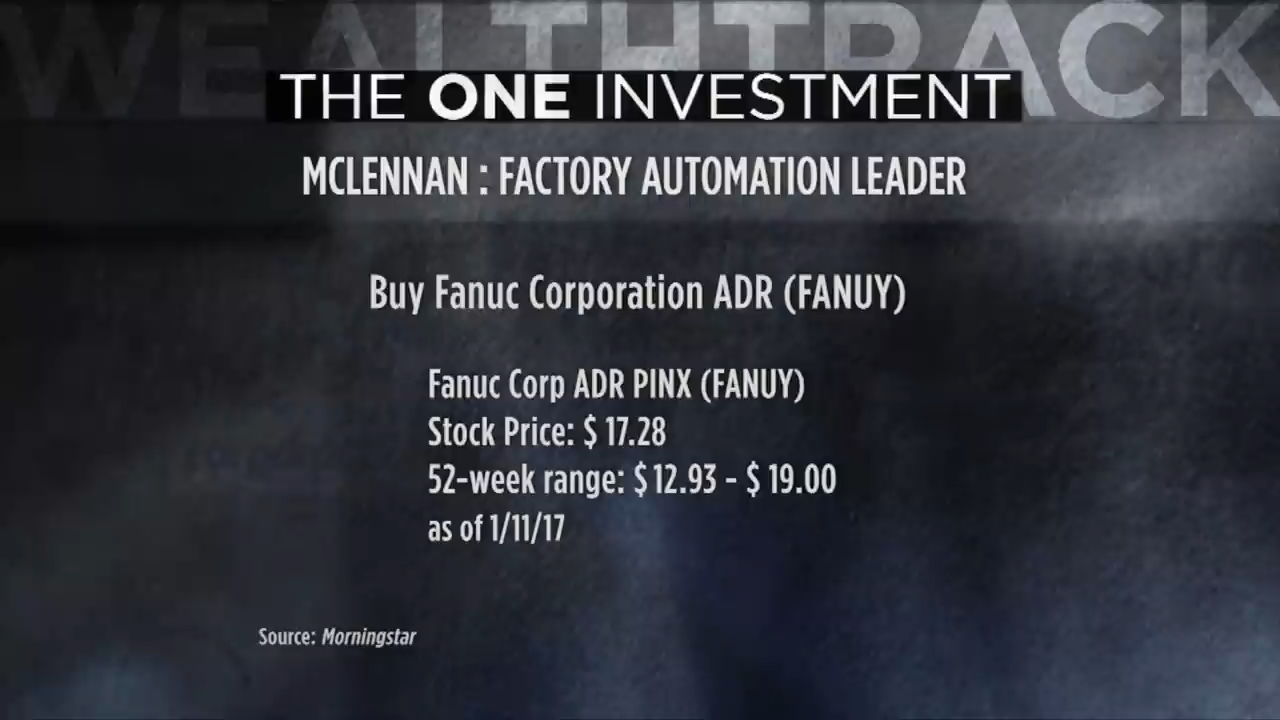 WEALTHTRACK
THE ONE INVESTMENT
MCLENNAN : FACTORY AUTOMATION LEADER
Buy Fanuc Corporation ADR (FANUY)
Fanuc Corp ADR PINX (FANUY)
Stock Price: $ 17.28
52-week range: $ 12.93 - $ 19.00
as of 1/11/17
Source: Morningstar